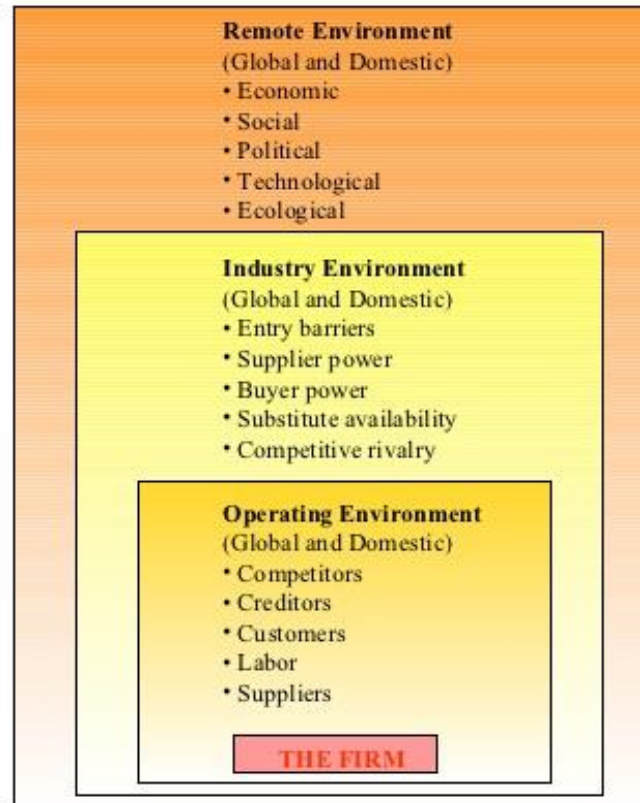 Remote Environment
(Global and Domestic)
• Economic
• Social
• Political
• Technological
• Ecological
Industry Environment
(Global and Domestic)
• Entry barriers
• Supplier power
• Buyer power
• Substitute availability
• Competitive rivalry
Operating Environment
(Global and Domestic)
• Competitors
• Creditors
• Customers
• Labor
• Suppliers
THE FIRM